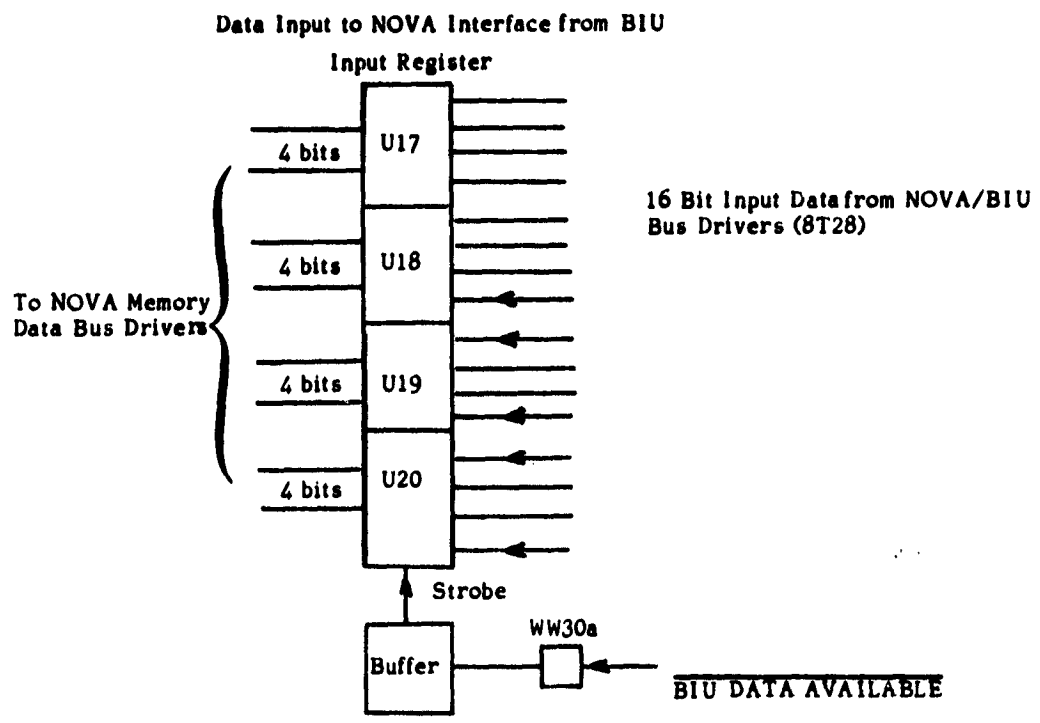 Data Input to NOVA Interface from BIU
Input Register
U17
4 bits
16 Bit Input Data from NOVA/BIU
Bus Drivers (8T28)
U18
4 bits
To NOVA Memory
Data Bus Drivers
U19
4 bits
U20
4 bits
Strobe
WW30a
Buffer
BIU DATA AVAILABLE